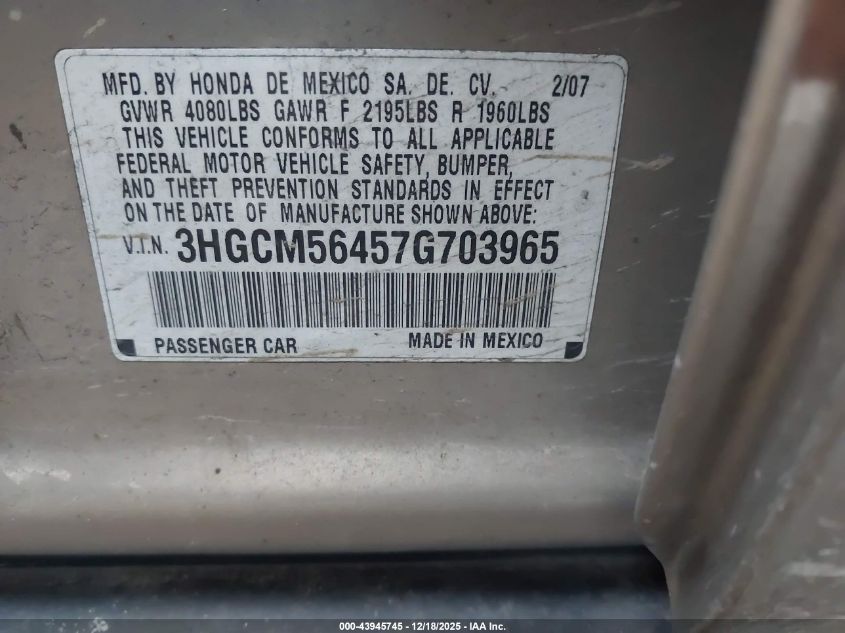 MFD. BY HONDA DE MEXICO SA. DE. CV. 2/07
GVWR 4080LBS GAWR F 2195LBS R 1960LBS
THIS VEHICLE CONFORMS TO ALL APPLICABLE
FEDERAL MOTOR VEHICLE SAFETY, BUMPER,
AND THEFT PREVENTION STANDARDS IN EFFECT
ON THE DATE OF MANUFACTURE SHOWN ABOVE:
V.I.N. 3HGCM56457G703965
PASSENGER CAR MADE IN MEXICO
000-43945745 - 12/18/2025 - IAA Inc.